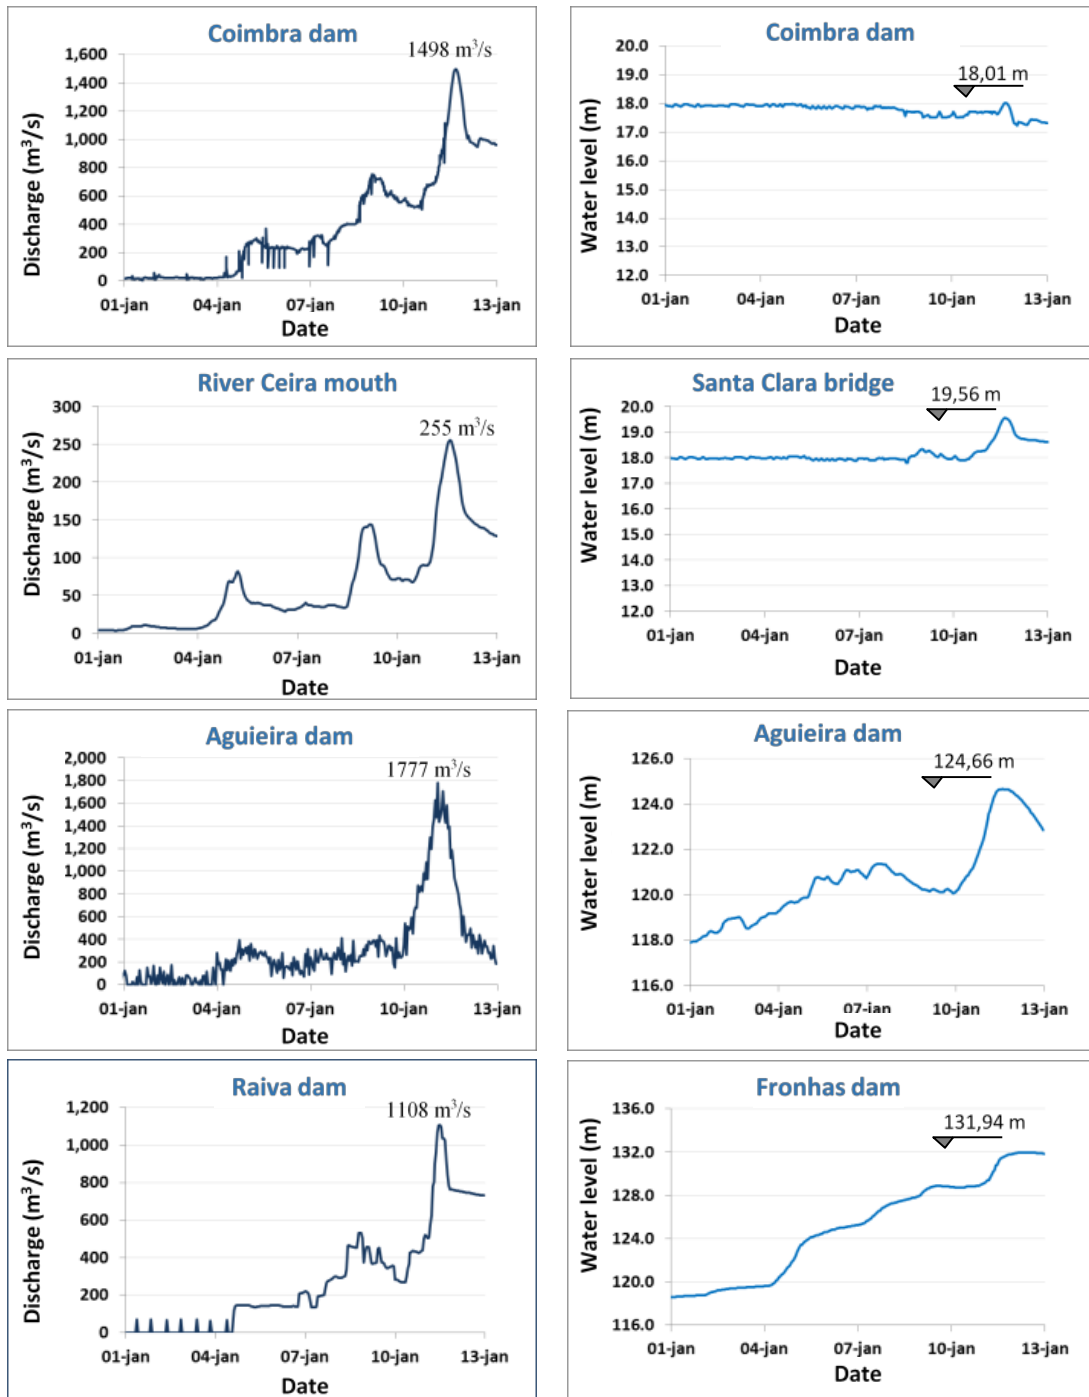 Coimbra dam
1498 m³/s
Discharge (m³/s)
1,600
1,400
1,200
1,000
800
600
400
200
0
01-jan 04-jan 07-jan 10-jan 13-jan
Date
Coimbra dam
18,01 m
Water level (m)
20.0
19.0
18.0
17.0
16.0
15.0
14.0
13.0
12.0
01-jan 04-jan 07-jan 10-jan 13-jan
Date
River Ceira mouth
255 m³/s
Discharge (m³/s)
300
250
200
150
100
50
0
01-jan 04-jan 07-jan 10-jan 13-jan
Date
Santa Clara bridge
19,56 m
Water level (m)
20.0
19.0
18.0
17.0
16.0
15.0
14.0
13.0
12.0
01-jan 04-jan 07-jan 10-jan 13-jan
Date
Aguieira dam
1777 m³/s
Discharge (m³/s)
2,000
1,800
1,600
1,400
1,200
1,000
800
600
400
200
0
01-jan 04-jan 07-jan 10-jan 13-jan
Date
Aguieira dam
124,66 m
Water level (m)
126.0
124.0
121.0
120.0
118.0
116.0
01-jan 04-jan 07-jan 10-jan 13-jan
Date
Raiva dam
1108 m³/s
Discharge (m³/s)
1,200
1,000
800
600
400
200
0
01-jan 04-jan 07-jan 10-jan 13-jan
Date
Fronhas dam
131,94 m
Water level (m)
136.0
132.0
128.0
124.0
120.0
116.0
01-jan 04-jan 07-jan 10-jan 13-jan
Date